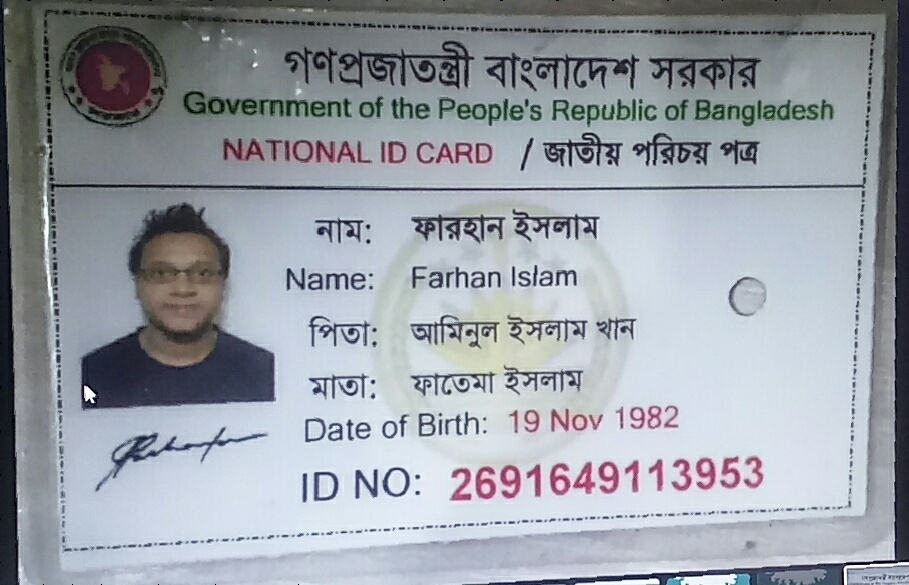 গণপ্রজাতন্ত্রী বাংলাদেশ সরকার
Government of the People's Republic of Bangladesh
NATIONAL ID CARD / জাতীয় পরিচয় পত্র
নাম: ফারহান ইসলাম
Name: Farhan Islam
পিতা: আমিনুল ইসলাম খান
মাতা: ফাতেমা ইসলাম
Date of Birth: 19 Nov 1982
ID NO: 2691649113953